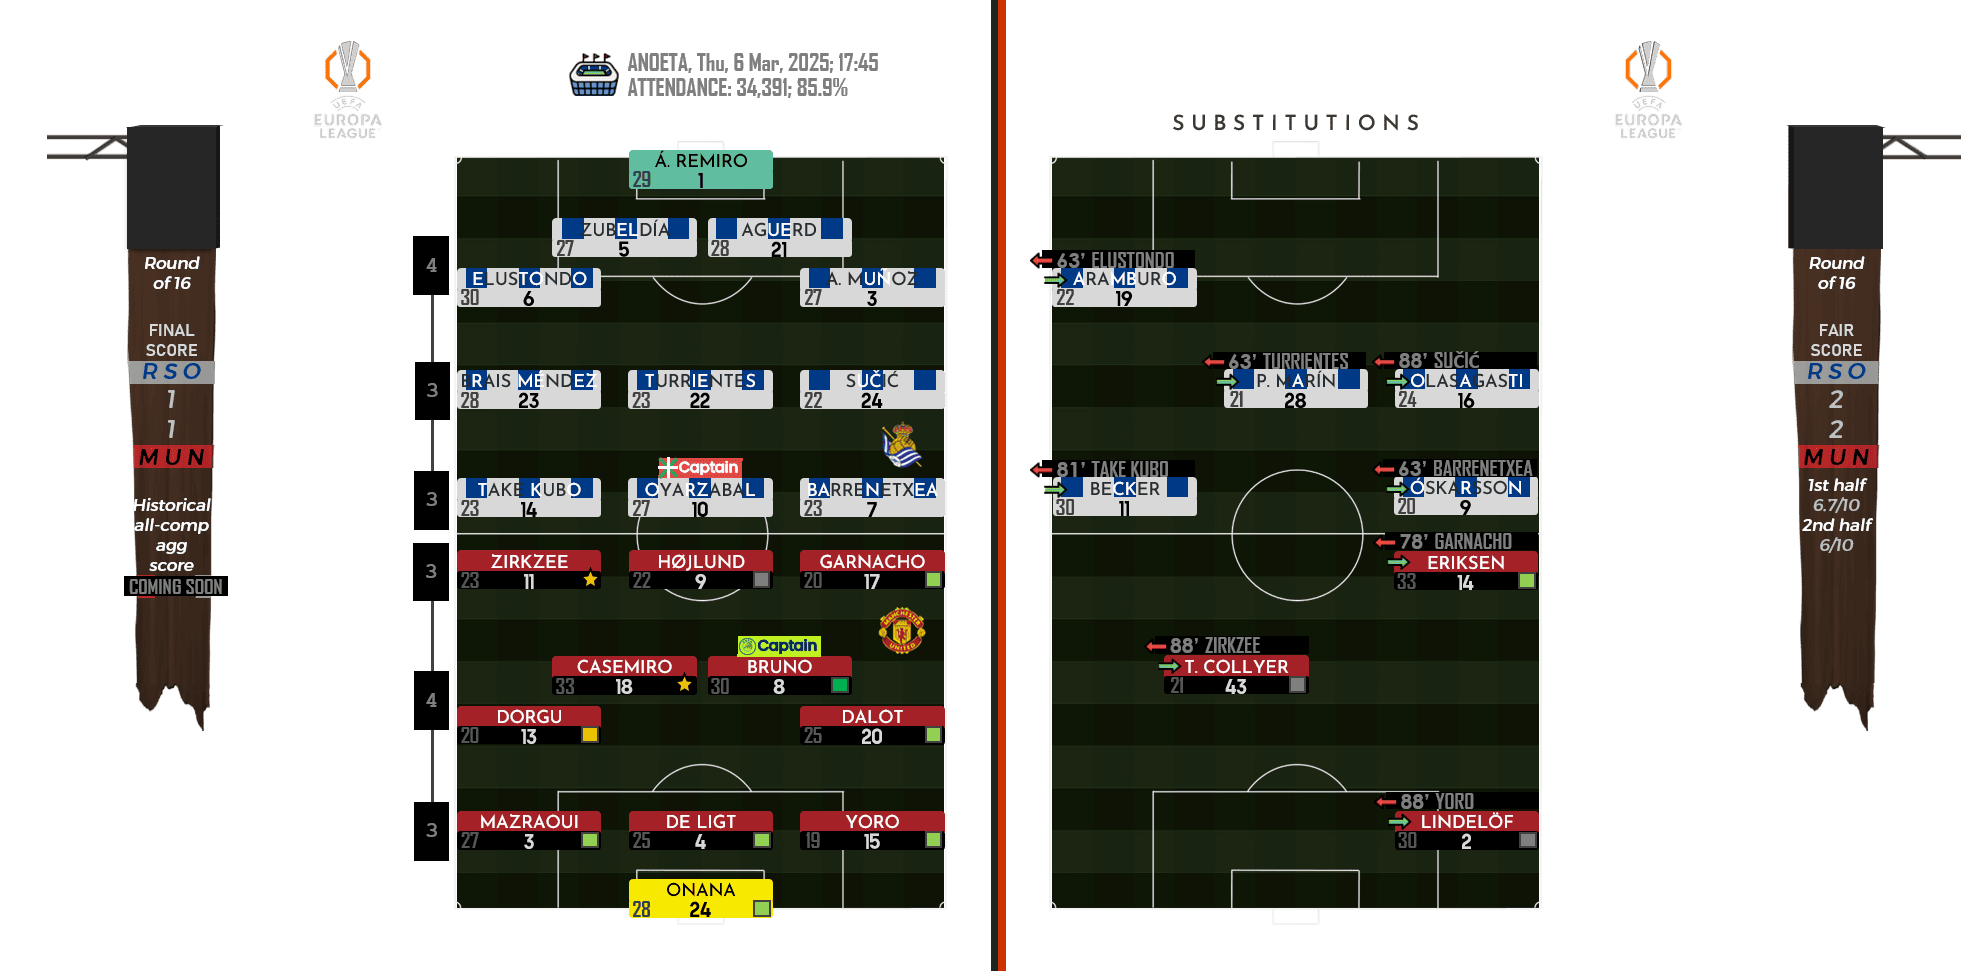 UEFA
EUROPA
LEAGUE
ANOETA, Thu, 6 Mar, 2025; 17:45
ATTENDANCE: 34,391; 85.9%
Round
of 16
FINAL
SCORE
RSO
1
1
MUN
Historical
all-comp
agg
score
COMING SOON
4
3
3
3
4
3
Á. REMIRO
29 1
ZUBELDÍA
27 5
AGUERD
28 21
ELUSTONDO
30 6
A. MUÑOZ
27 3
BRAIS MÉNDEZ
28 23
TURRIENTES
23 22
SUČIĆ
22 24
Captain
TAKE KUBO
23 14
OYARZABAL
27 10
BARRENETXEA
23 7
ZIRKZEE
23 11
HØJLUND
22 9
GARNACHO
20 17
Captain
CASEMIRO
33 18
BRUNO
30 8
DORGU
20 13
DALOT
25 20
MAZRAOUI
27 3
DE LIGT
25 4
YORO
19 15
ONANA
28 24
SUBSTITUTIONS
63’ ELUSTONDO
ARAMBURO
22 19
63’ TURRIENTES
P. MARÍN
21 28
88’ SUČIĆ
OLASAGASTI
24 16
81’ TAKE KUBO
BECKER
30 11
63’ BARRENETXEA
ÓSKARSSON
20 9
78’ GARNACHO
ERIKSEN
33 14
88’ ZIRKZEE
T. COLLYER
21 43
88’ YORO
LINDELÖF
30 2
UEFA
EUROPA
LEAGUE
Round
of 16
FAIR
SCORE
RSO
2
2
MUN
1st half
6.7/10
2nd half
6/10